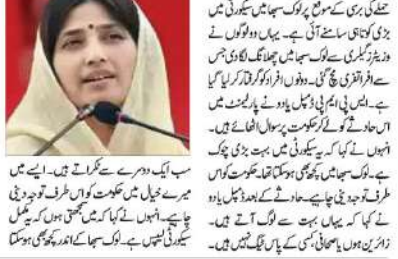 حملے کی برسی کے موقع پر لوک سبھا میں سیکورٹی میں
بڑی کوتاہی سامنے آئی ہے۔ یہاں دو لوگوں نے
وزیٹرز گیلری سے لوک سبھا میں چھلانگ لگا دی جس
سے افراتفری مچ گئی۔ دونوں افراد کو گرفتار کر لیا گیا
ہے۔ ایس پی ایم پی ڈمپل یادو نے پارلیمنٹ میں
اس حادثے کو لے کر حکومت پر سوال اٹھائے ہیں۔
انہوں نے کہا کہ یہ سیکورٹی میں بہت بڑی چوک
ہے۔ لوک سبھا میں کچھ بھی ہو سکتا تھا۔ حکومت کو اس
طرف توجہ دینی چاہیے۔ حادثے کے بعد ڈمپل یادو
نے کہا کہ یہاں بہت سے لوگ آتے ہیں۔
زائرین ہوں یا صحافی، کسی کے پاس ٹیگ نہیں ہیں۔
سب ایک دوسرے سے ٹکراتے ہیں۔ ایسے میں
میرے خیال میں حکومت کو اس طرف توجہ دینی
چاہیے۔ انہوں نے کہا کہ میں سمجھتی ہوں کہ یہ مکمل
سیکورٹی لیپس ہے۔ لوک سبھا کے اندر کچھ بھی ہو سکتا